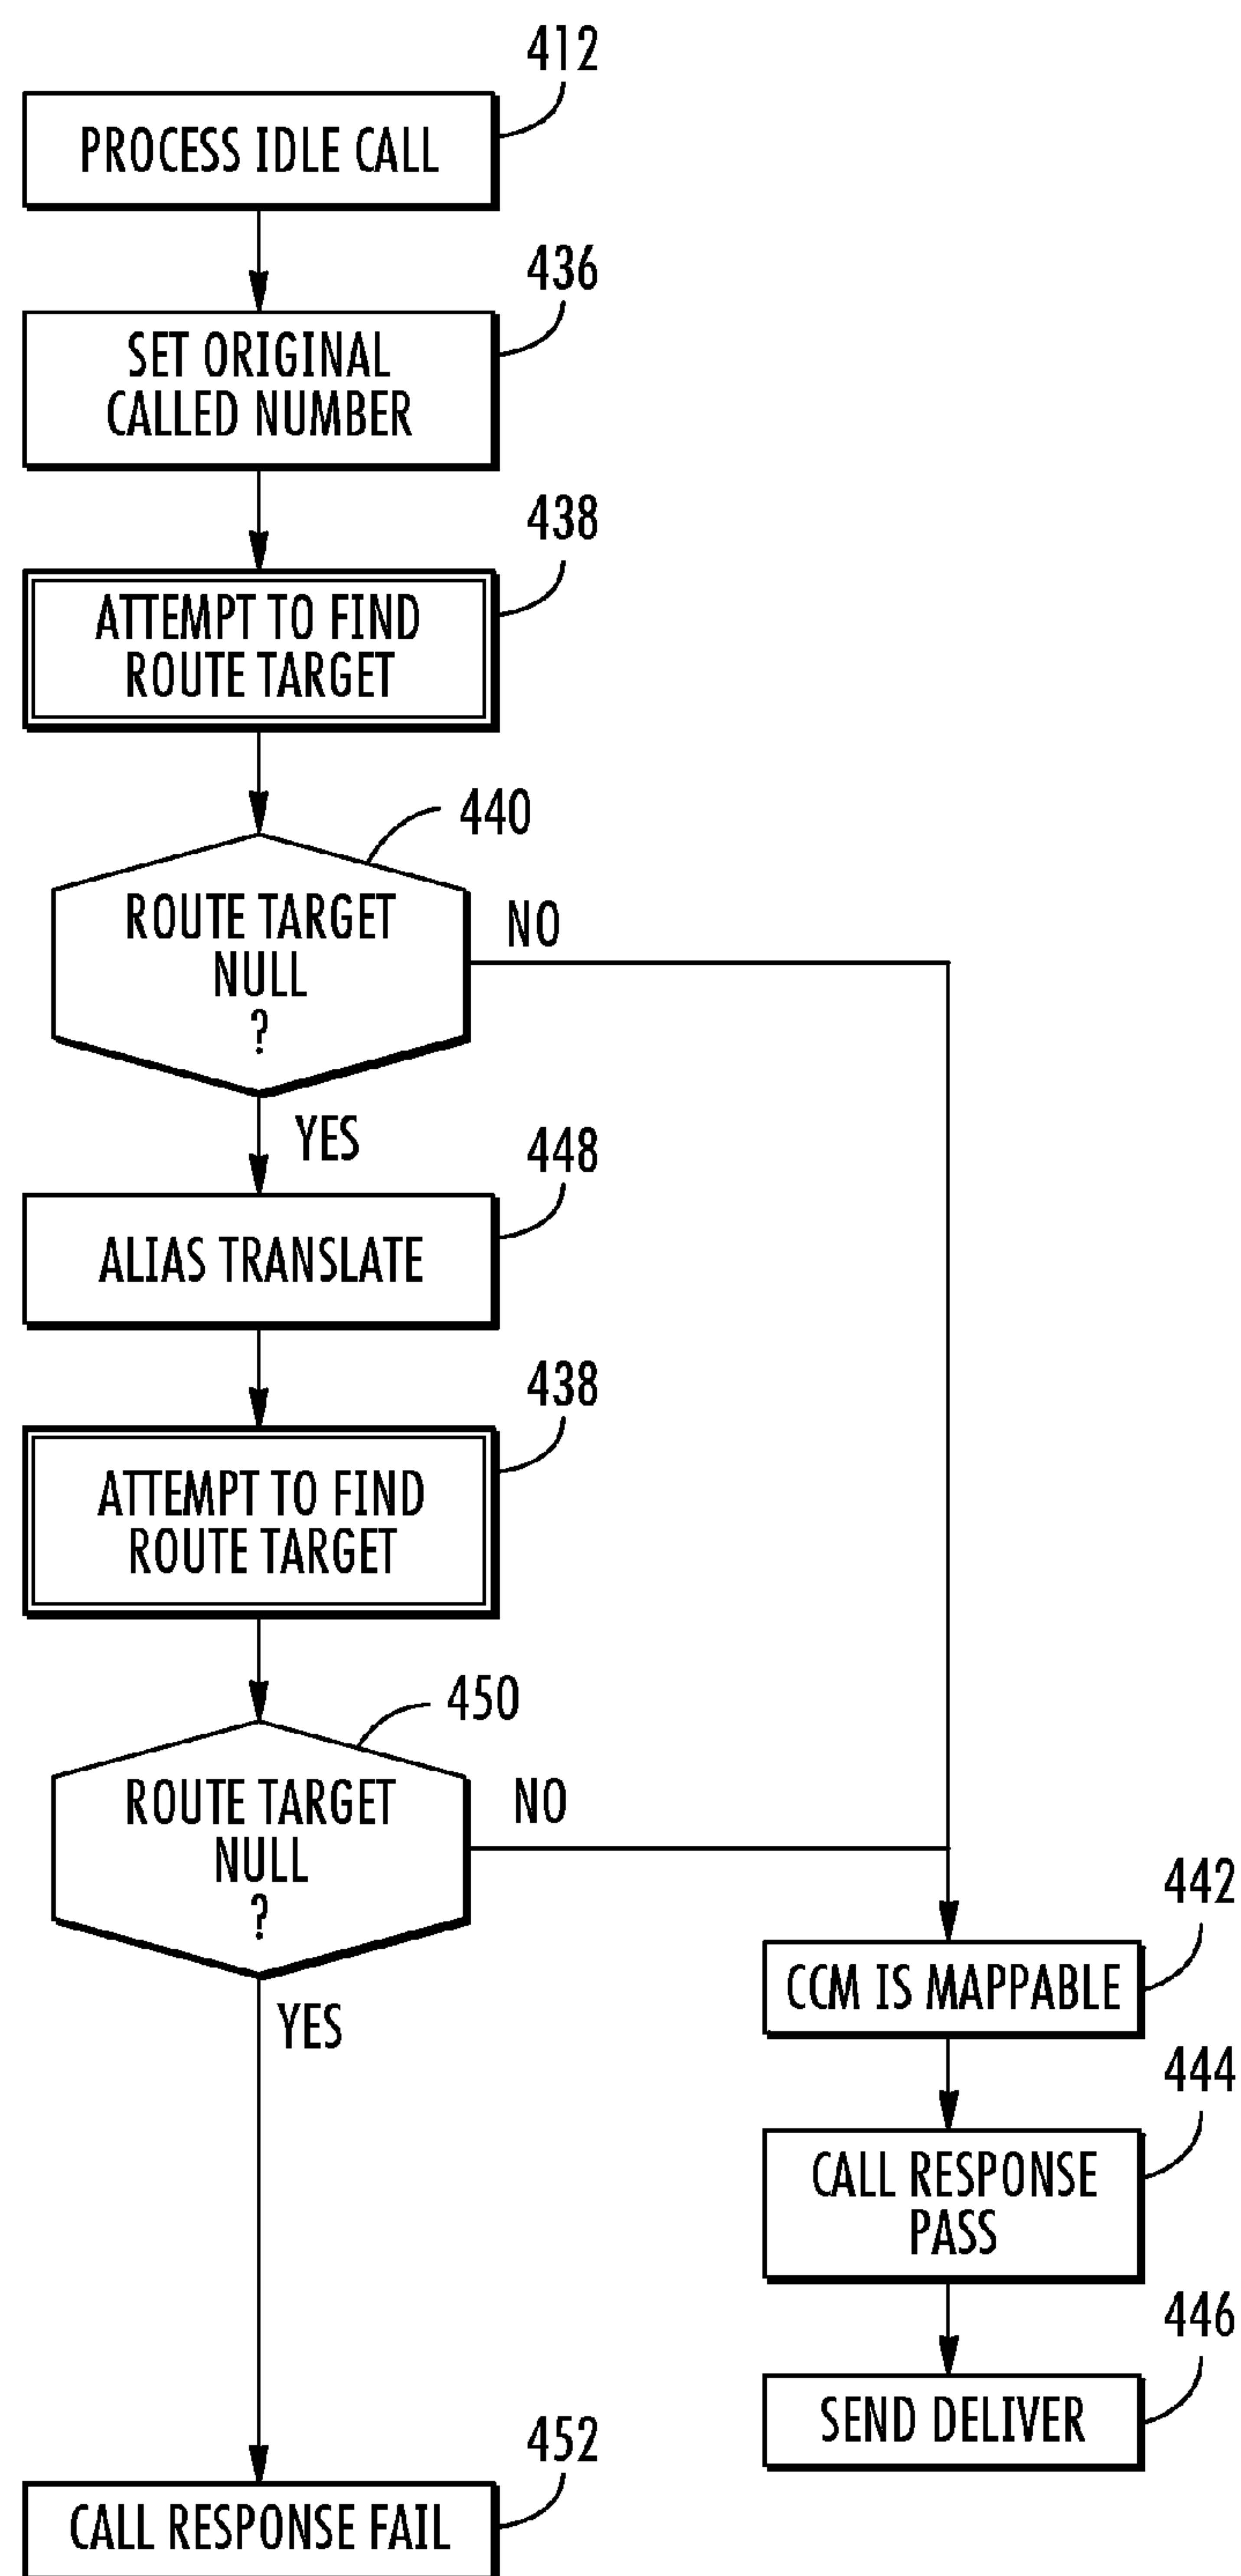 412
PROCESS IDLE CALL
436
SET ORIGINAL
CALLED NUMBER
438
ATTEMPT TO FIND
ROUTE TARGET
440
ROUTE TARGET
NULL
?
NO
YES
448
ALIAS TRANSLATE
438
ATTEMPT TO FIND
ROUTE TARGET
450
ROUTE TARGET
NULL
?
NO
YES
442
CCM IS MAPPABLE
444
CALL RESPONSE
PASS
446
SEND DELIVER
452
CALL RESPONSE FAIL